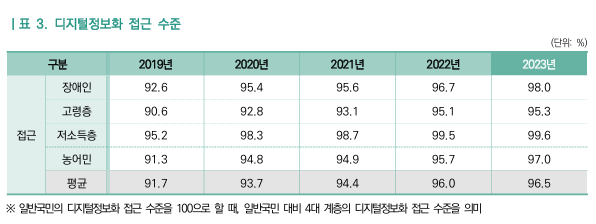 | 표 3. 디지털정보화 접근 수준
(단위: %)
구분 2019년 2020년 2021년 2022년 2023년
접근
장애인 92.6 95.4 95.6 96.7 98.0
고령층 90.6 92.8 93.1 95.1 95.3
저소득층 95.2 98.3 98.7 99.5 99.6
농어민 91.3 94.8 94.9 95.7 97.0
평균 91.7 93.7 94.4 96.0 96.5
※ 일반국민의 디지털정보화 접근 수준을 100으로 할 때, 일반국민 대비 4대 계층의 디지털정보화 접근 수준을 의미